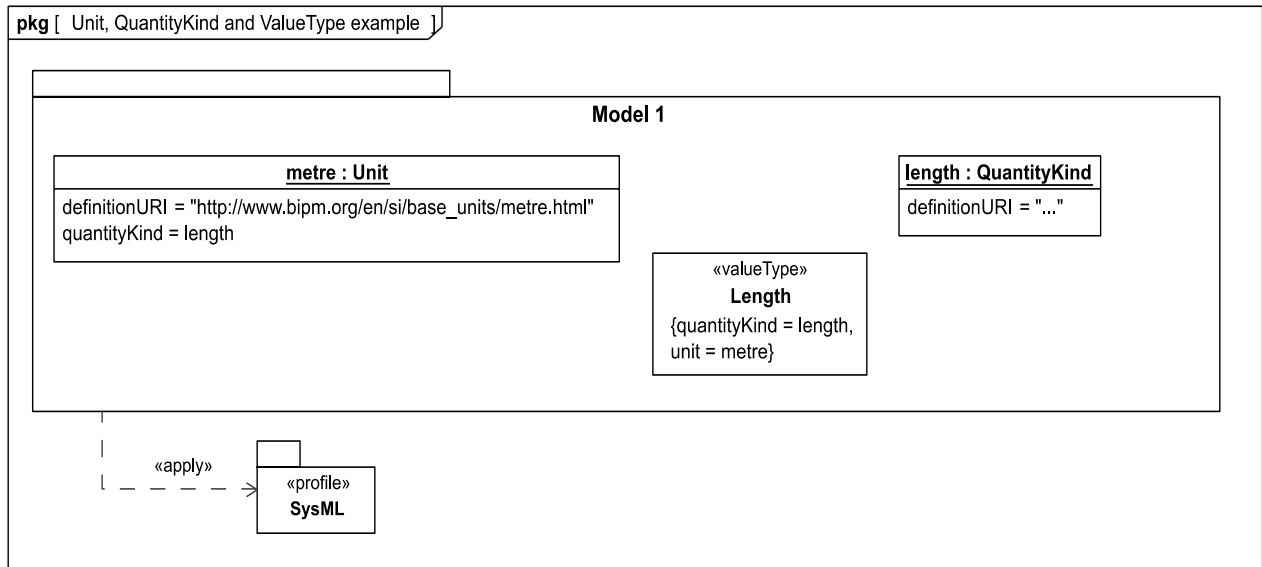 pkg [ Unit, QuantityKind and ValueType example ]
Model 1
metre : Unit
definitionURI = "http://www.bipm.org/en/si/base_units/metre.html"
quantityKind = length
length : QuantityKind
definitionURI = "..."
«valueType»
Length
{quantityKind = length,
unit = metre}
«apply»
«profile»
SysML